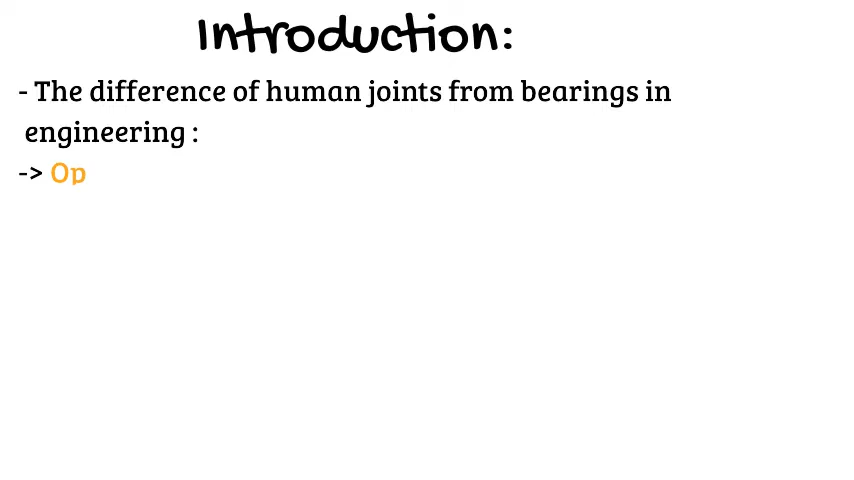 Introduction:
- The difference of human joints from bearings in
engineering :
-> Op